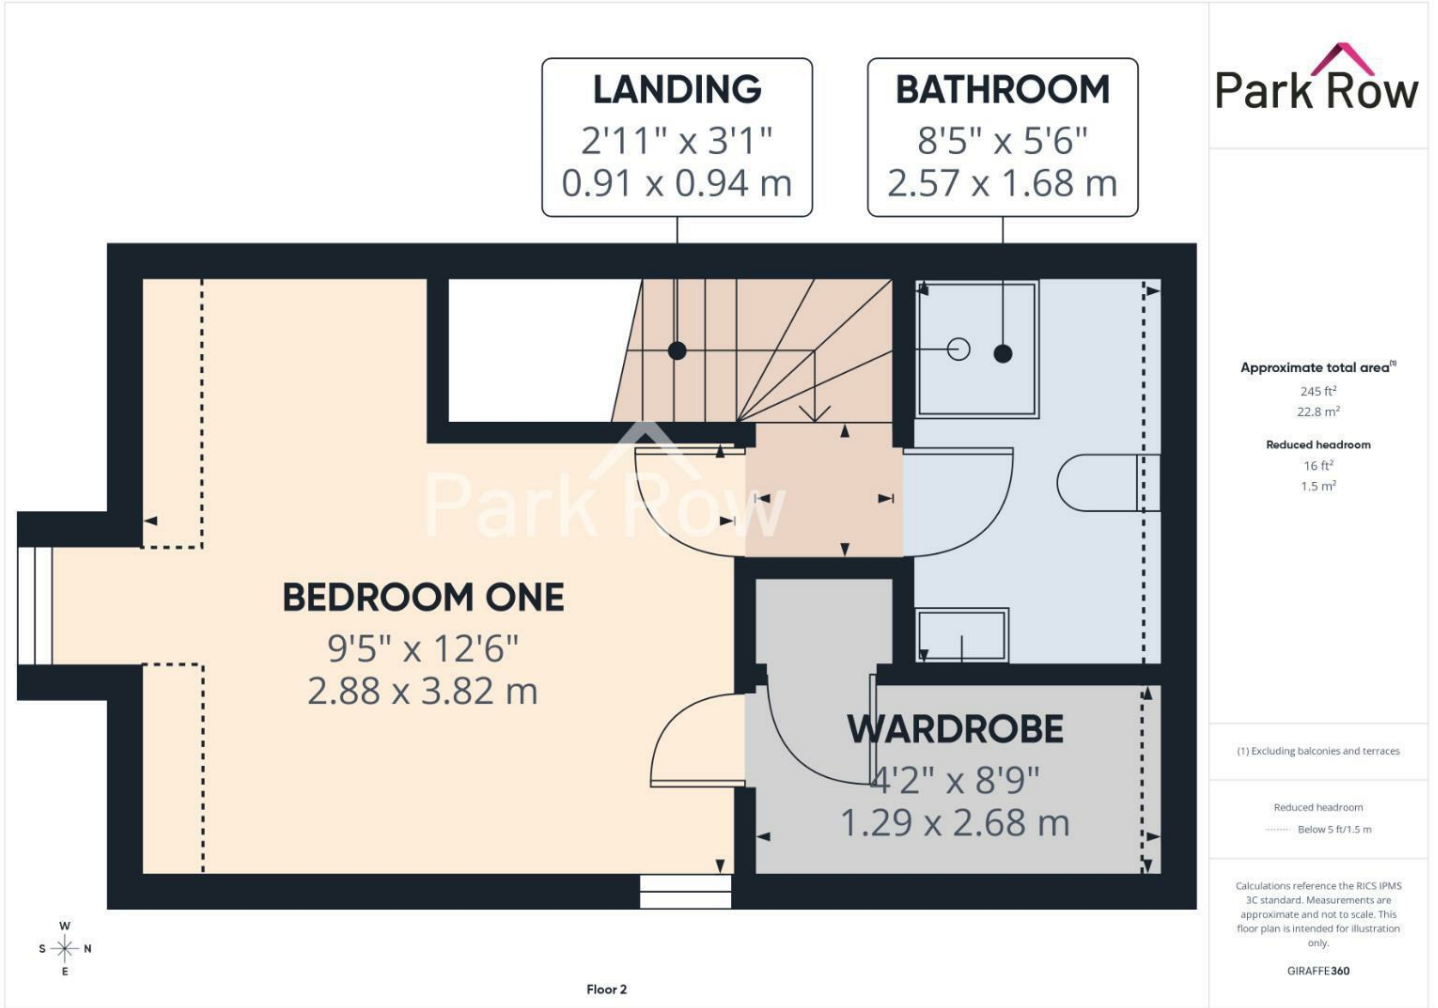 LANDING
2'11" x 3'1"
0.91 x 0.94 m
BATHROOM
8'5" x 5'6"
2.57 x 1.68 m
Park Row
Park Row
BEDROOM ONE
9'5" x 12'6"
2.88 x 3.82 m
WARDROBE
4'2" x 8'9"
1.29 x 2.68 m
W
S N
E
Floor 2
Approximate total area⁽¹⁾
245 ft²
22.8 m²
Reduced headroom
16 ft²
1.5 m²
(1) Excluding balconies and terraces
Reduced headroom
Below 5 ft/1.5 m
Calculations reference the RICS IPMS
3C standard. Measurements are
approximate and not to scale. This
floor plan is intended for illustration
only.
GIRAFFE360